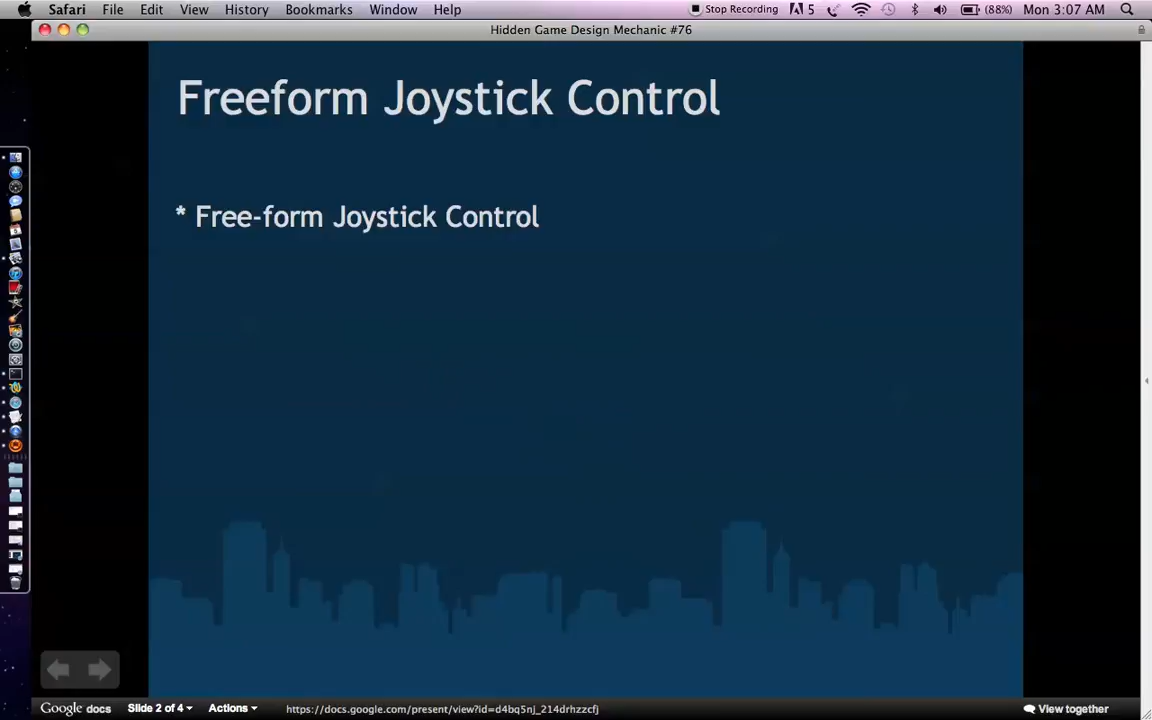 Safari File Edit View History Bookmarks Window Help Stop Recording 5 (88%) Mon 3:07 AM
Hidden Game Design Mechanic #76
Freeform Joystick Control
* Free-form Joystick Control
Google docs Slide 2 of 4 Actions https://docs.google.com/present/view?id=d4bq5nj_214drhzzcfj View together